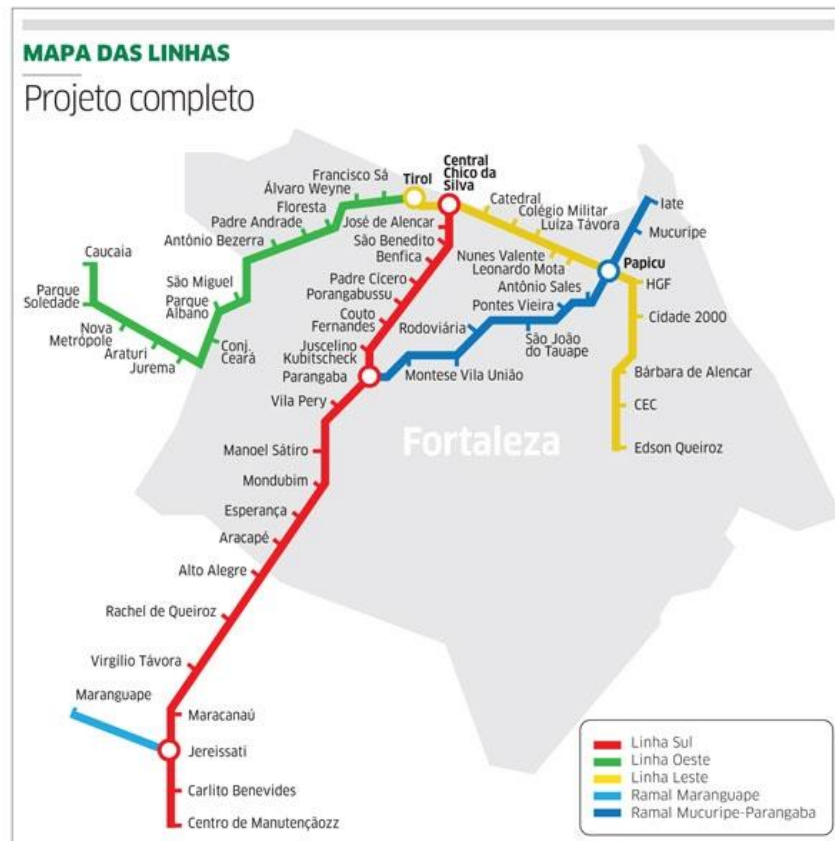 MAPA DAS LINHAS
Projeto completo
Francisco Sá
Tirol
Central
Chico da
Silva
Álvaro Weyne
Floresta
Padre Andrade
Antônio Bezerra
Caucaia
Parque
Soledade
São Miguel
Parque
Albano
Nova
Metrópole
Araturi
Jurema
Conj.
Ceará
José de Alencar
São Benedito
Benfica
Padre Cícero
Porangabussu
Couto
Fernandes
Juscelino
Kubitscheck
Parangaba
Catedral
Colégio Militar
Luíza Távora
Nunes Valente
Leonardo Mota
Iate
Mucuripe
Papicu
HGF
Antônio Sales
Pontes Vieira
Cidade 2000
Rodoviária
São João
do Tauape
Montese
Vila União
Bárbara de Alencar
CEC
Edson Queiroz
Fortaleza
Vila Pery
Manoel Sátiro
Mondubim
Esperança
Aracapé
Alto Alegre
Rachel de Queiroz
Virgílio Távora
Maranguape
Maracanaú
Jereissati
Carlito Benevides
Centro de Manutençãozz
Linha Sul
Linha Oeste
Linha Leste
Ramal Maranguape
Ramal Mucuripe-Parangaba